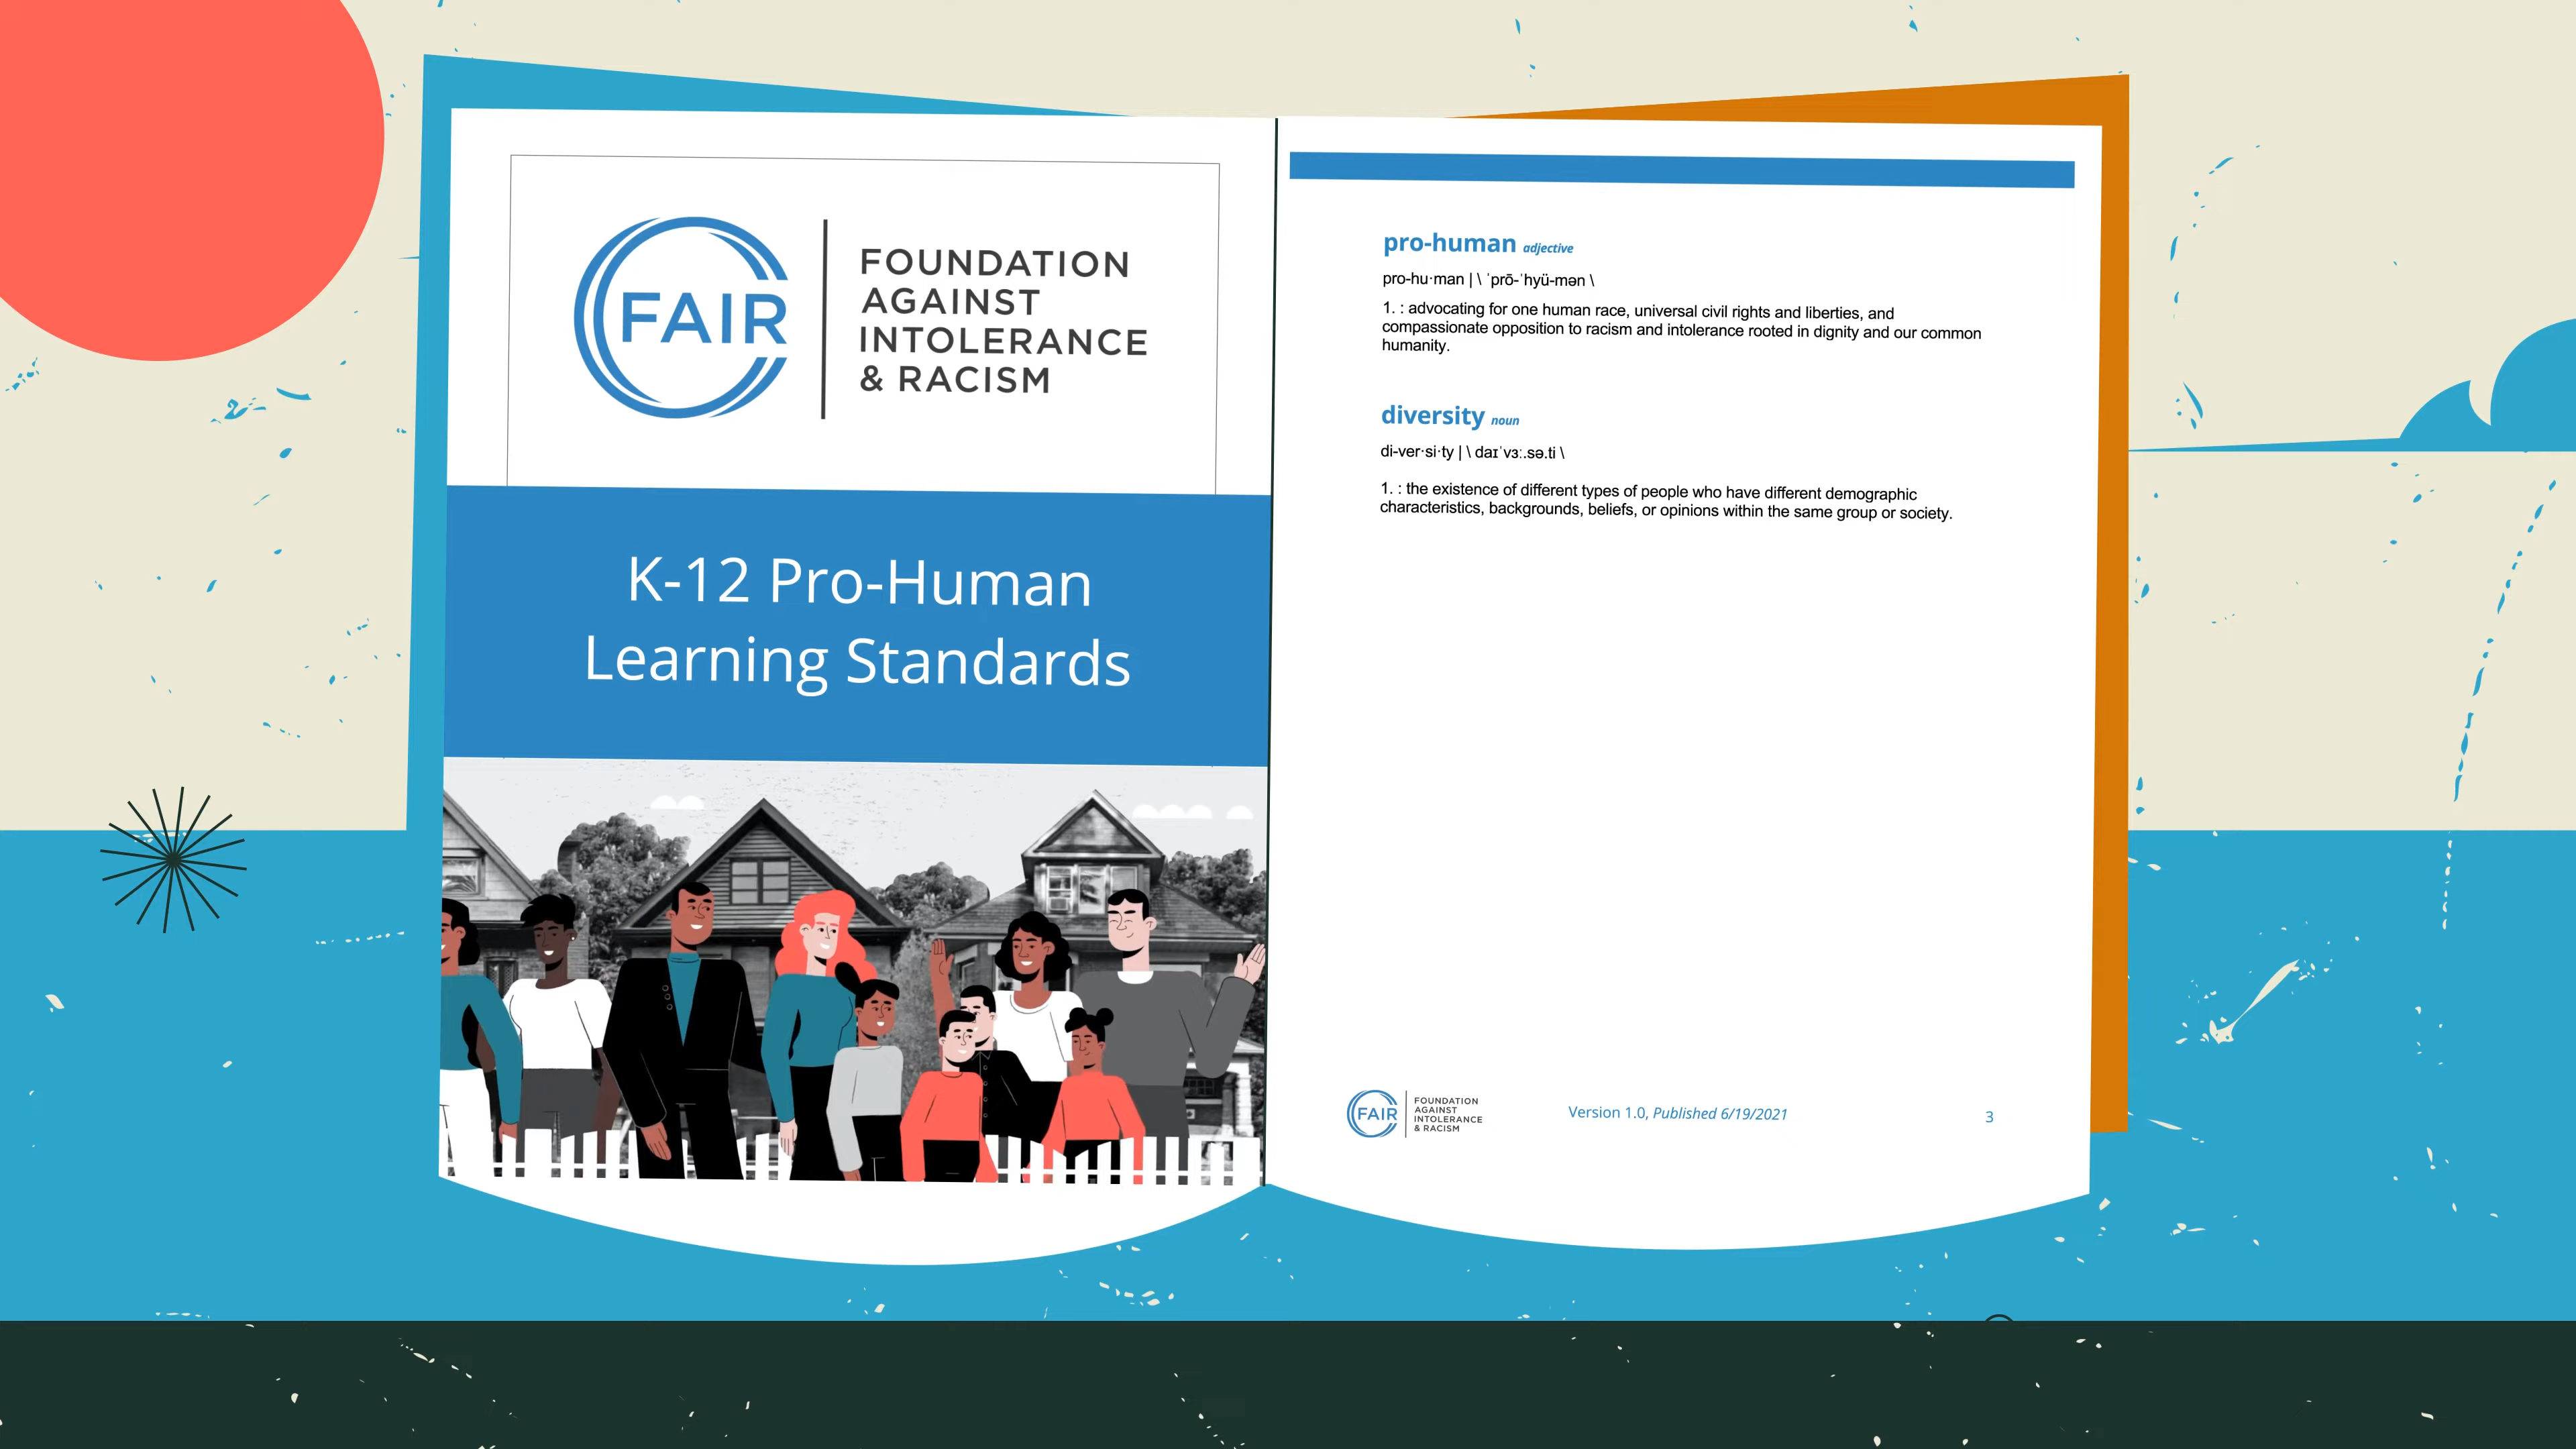 FAIR
FOUNDATION
AGAINST
INTOLERANCE
& RACISM
K-12 Pro-Human
Learning Standards
pro-human adjective
pro-hu·man | \ ˈprō-ˈhyü-mən \
1. : advocating for one human race, universal civil rights and liberties, and
compassionate opposition to racism and intolerance rooted in dignity and our common
humanity.
diversity noun
di-ver·si·ty | \ daɪˈvɜː.sə.ti \
1. : the existence of different types of people who have different demographic
characteristics, backgrounds, beliefs, or opinions within the same group or society.
FAIR
FOUNDATION
AGAINST
INTOLERANCE
& RACISM
Version 1.0, Published 6/19/2021
3